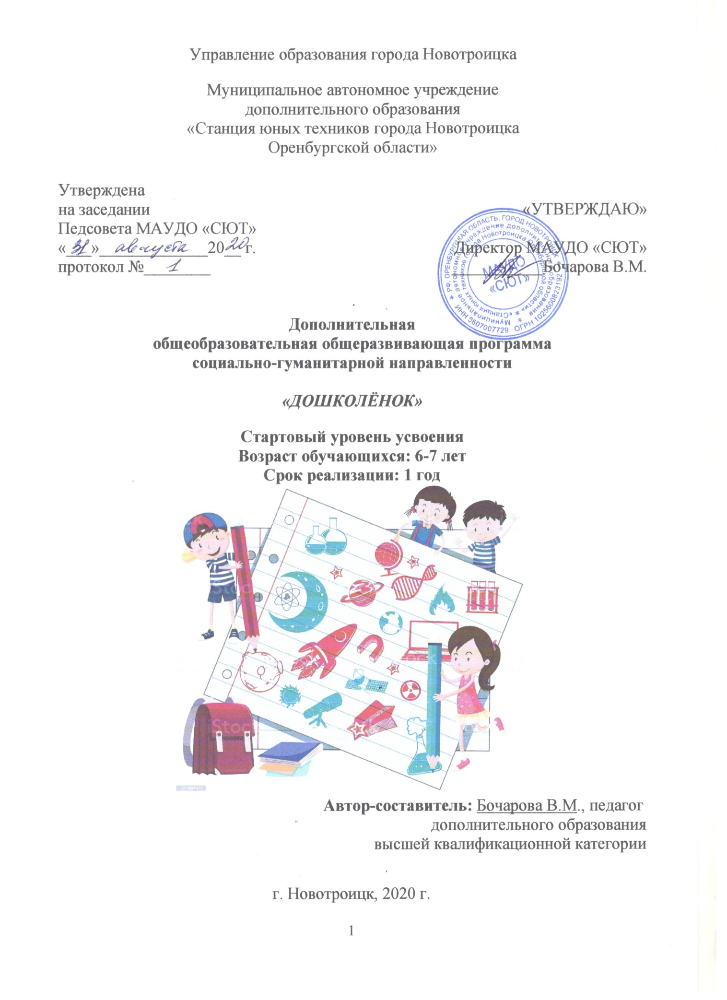 Управление образования города Новотроицка
Муниципальное автономное учреждение
дополнительного образования
«Станция юных техников города Новотроицка
Оренбургской области»
Утверждена
на заседании
Педсовета МАУДО «СЮТ»
«31» августа 2020 г.
протокол № 1
«УТВЕРЖДАЮ»
Директор МАУДО «СЮТ»
Бочарова В.М.
* РФ. ОРЕНБУРГСКАЯ ОБЛАСТЬ. ГОРОД НОВОТРОИЦК *
ИНН 5607007729 ОГРН 1025600823192
* Муниципальное автономное учреждение дополнительного образования
* «Станция юных техников города Новотроицка Оренбургской области»
МАУДО
«СЮТ»
Дополнительная
общеобразовательная общеразвивающая программа
социально-гуманитарной направленности
«ДОШКОЛЁНОК»
Стартовый уровень усвоения
Возраст обучающихся: 6-7 лет
Срок реализации: 1 год
Stock
Автор-составитель: Бочарова В.М., педагог
дополнительного образования
высшей квалификационной категории
г. Новотроицк, 2020 г.
1